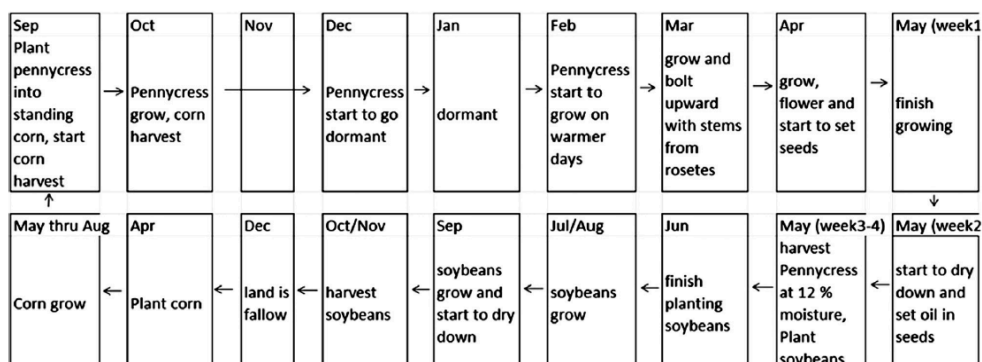 Sep
Plant
pennycress
into
standing
corn, start
corn
harvest
Oct
Pennycress
grow, corn
harvest
Nov
Dec
Pennycress
start to go
dormant
Jan
dormant
Feb
Pennycress
start to
grow on
warmer
days
Mar
grow and
bolt
upward
with stems
from
rosetes
Apr
grow,
flower and
start to set
seeds
May (week1
finish
growing
May (week2
start to dry
down and
set oil in
seeds
May (week3-4)
harvest
Pennycress
at 12 %
moisture,
Plant
soybeans
Jun
finish
planting
soybeans
Jul/Aug
soybeans
grow
Sep
soybeans
grow and
start to dry
down
Oct/Nov
harvest
soybeans
Dec
land is
fallow
Apr
Plant corn
May thru Aug
Corn grow